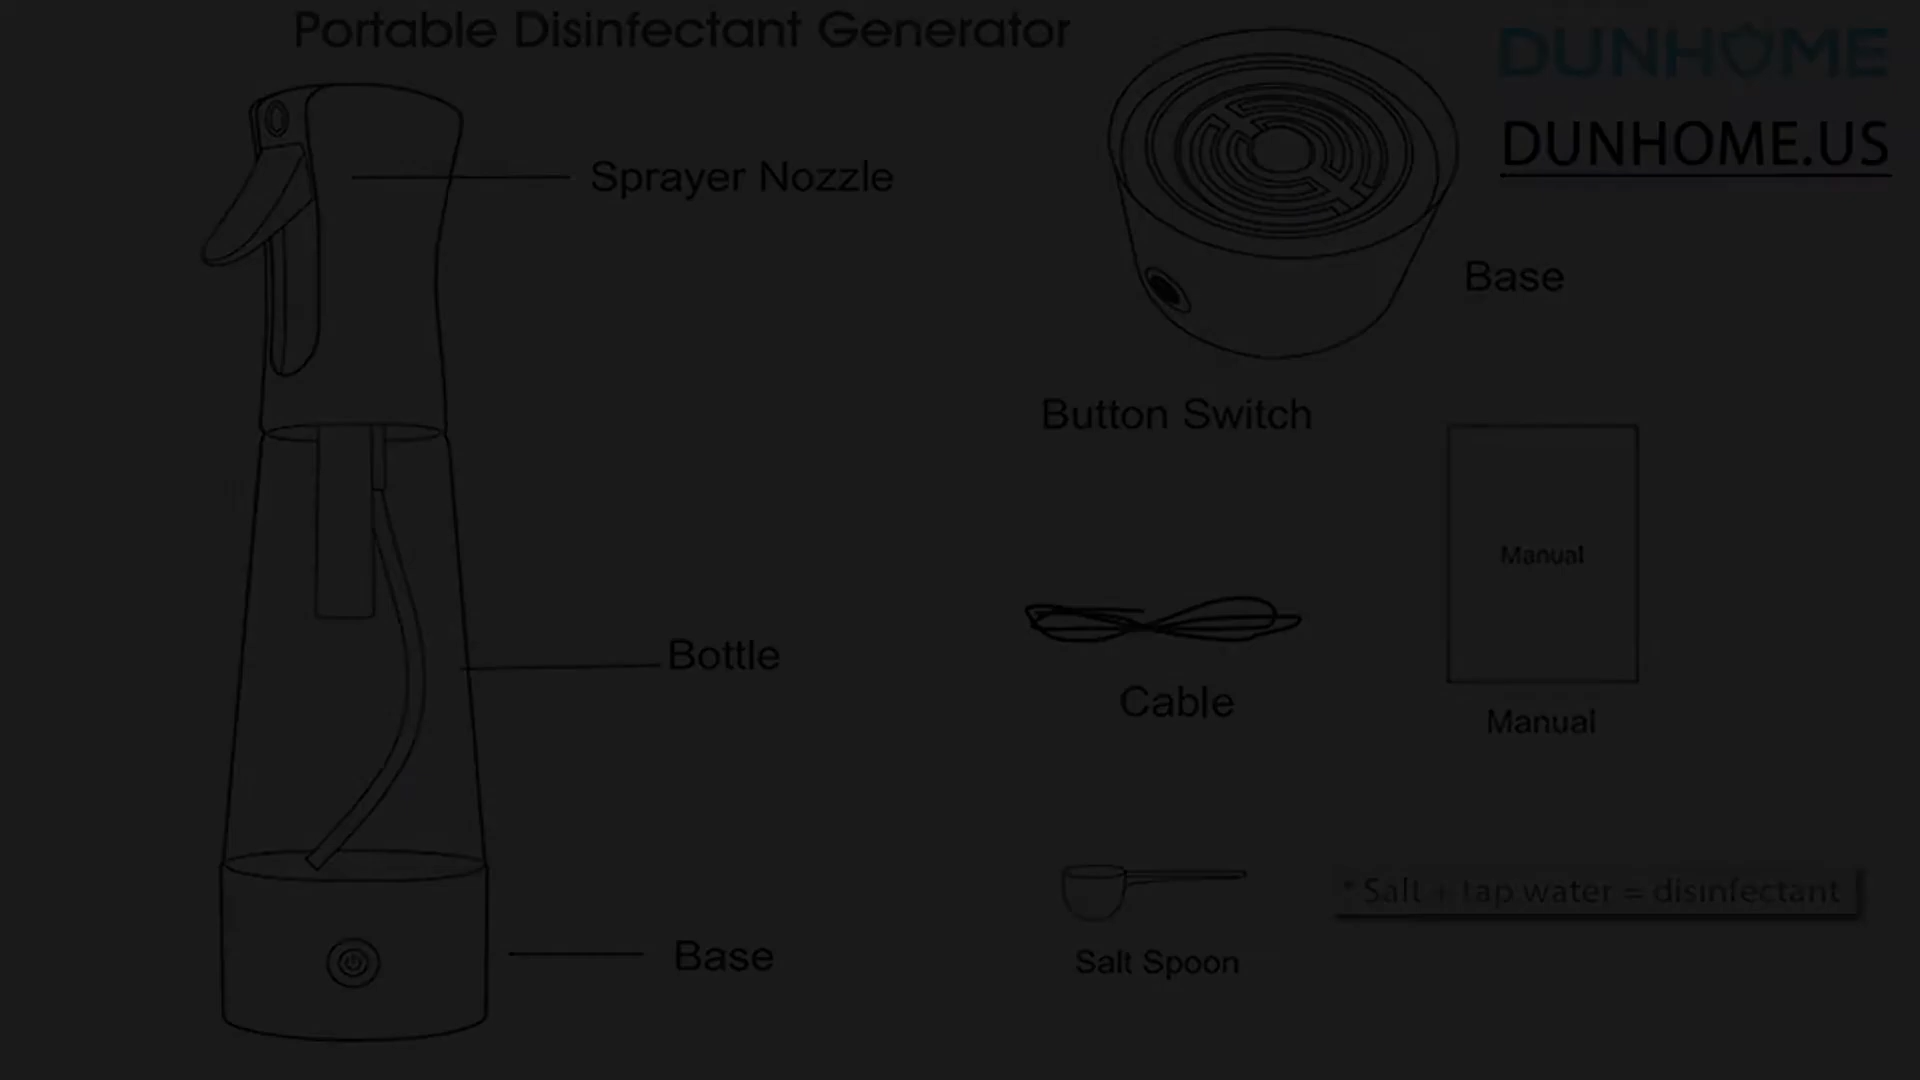 Portable Disinfectant Generator
DUNHOME
DUNHOME.US
Sprayer Nozzle
Base
Button Switch
Manual
Bottle
Cable
Manual
* Salt + tap water = disinfectant
Base
Salt Spoon